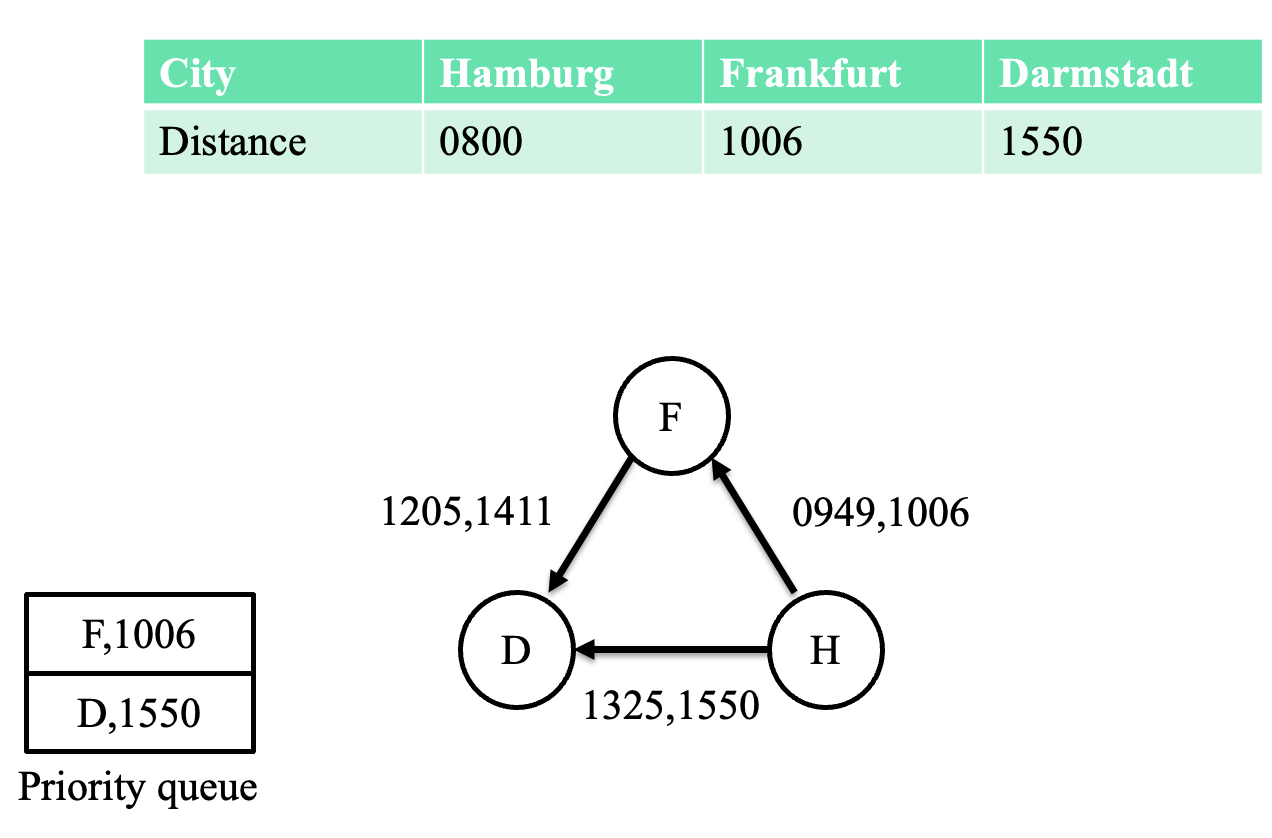 City Hamburg Frankfurt Darmstadt
Distance 0800 1006 1550
F
1205,1411 0949,1006
D H
1325,1550
F,1006
D,1550
Priority queue